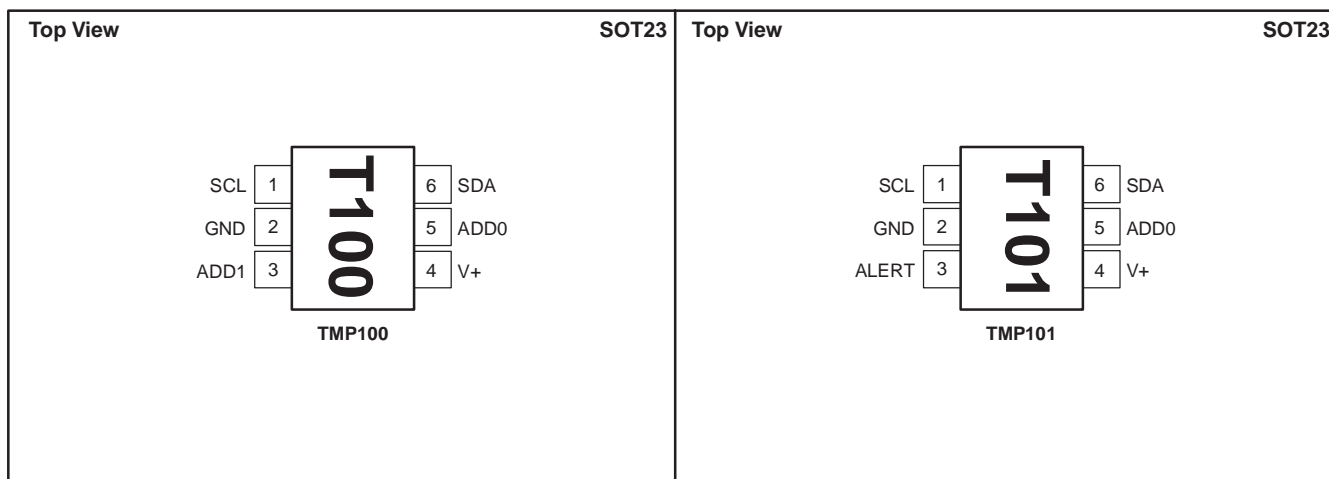 Top View SOT23
SCL 1 T100 6 SDA
GND 2 5 ADD0
ADD1 3 4 V+
TMP100
Top View SOT23
SCL 1 T101 6 SDA
GND 2 5 ADD0
ALERT 3 4 V+
TMP101